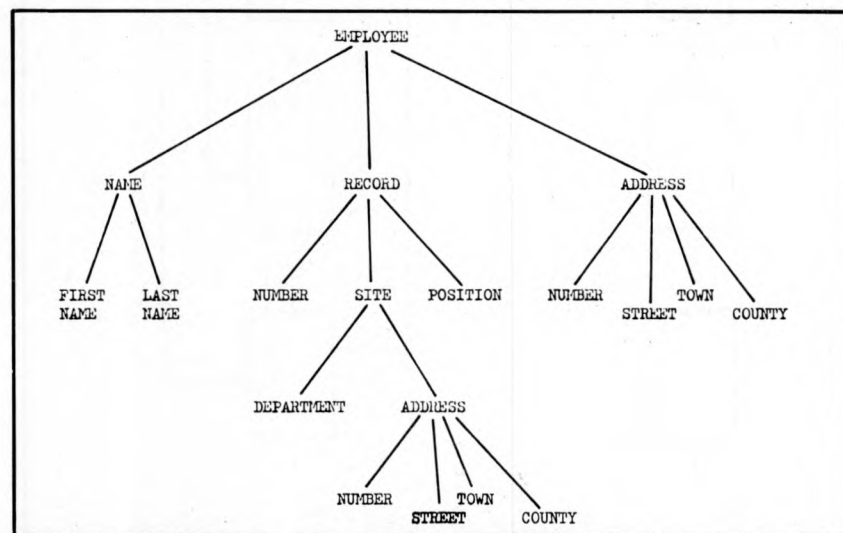 EMPLOYEE
NAME RECORD ADDRESS
FIRST NAME LAST NAME NUMBER SITE POSITION NUMBER STREET TOWN COUNTY
DEPARTMENT ADDRESS
NUMBER STREET TOWN COUNTY